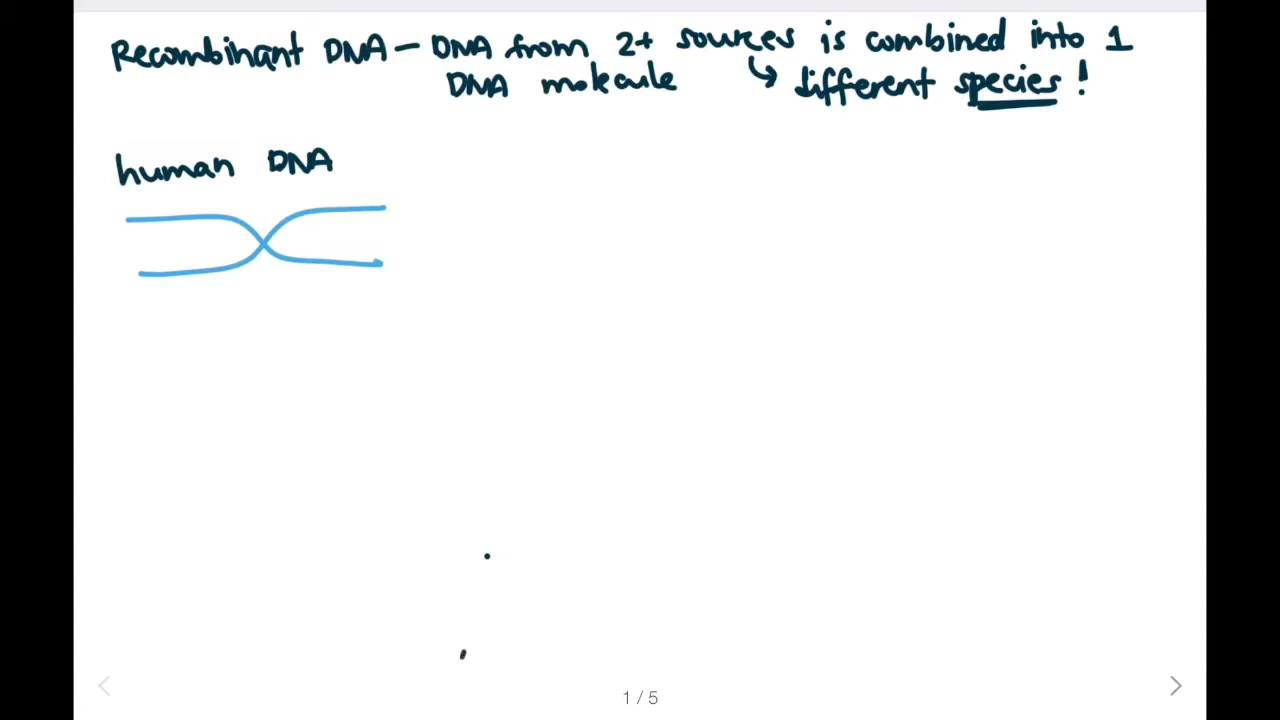 Recombinant DNA – DNA from 2+ sources is combined into 1
DNA molecule ↳ different species!
human DNA
1 / 5